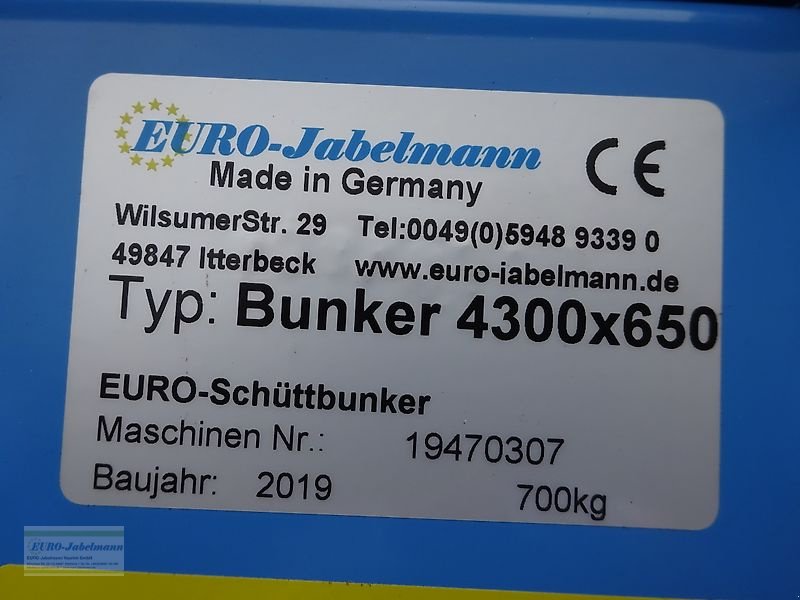 EURO-Jabelmann
Made in Germany
CE
WilsumerStr. 29 Tel:0049(0)5948 9339 0
49847 Itterbeck www.euro-jabelmann.de
Typ: Bunker 4300x650
EURO-Schüttbunker
Maschinen Nr.: 19470307
Baujahr: 2019 700kg
EURO-Jabelmann